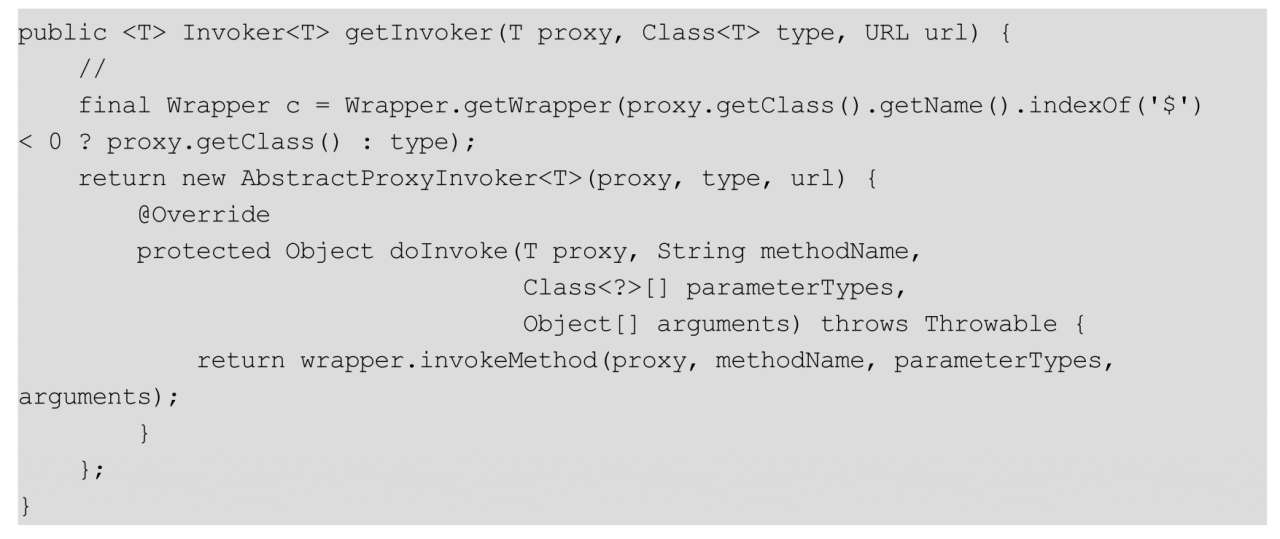 public <T> Invoker<T> getInvoker(T proxy, Class<T> type, URL url) {
    //
    final Wrapper c = Wrapper.getWrapper(proxy.getClass().getName().indexOf('$')
< 0 ? proxy.getClass() : type);
    return new AbstractProxyInvoker<T>(proxy, type, url) {
        @Override
        protected Object doInvoke(T proxy, String methodName,
                                  Class<?>[] parameterTypes,
                                  Object[] arguments) throws Throwable {
            return wrapper.invokeMethod(proxy, methodName, parameterTypes,
arguments);
        }
    };
}